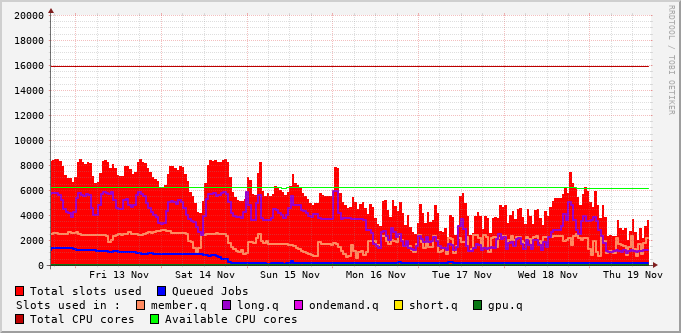 20000
18000
16000
14000
12000
10000
8000
6000
4000
2000
0
Fri 13 Nov Sat 14 Nov Sun 15 Nov Mon 16 Nov Tue 17 Nov Wed 18 Nov Thu 19 Nov
Total slots used Queued Jobs
Slots used in : member.q long.q ondemand.q short.q gpu.q
Total CPU cores Available CPU cores
RRDTOOL / TOBI OETIKER